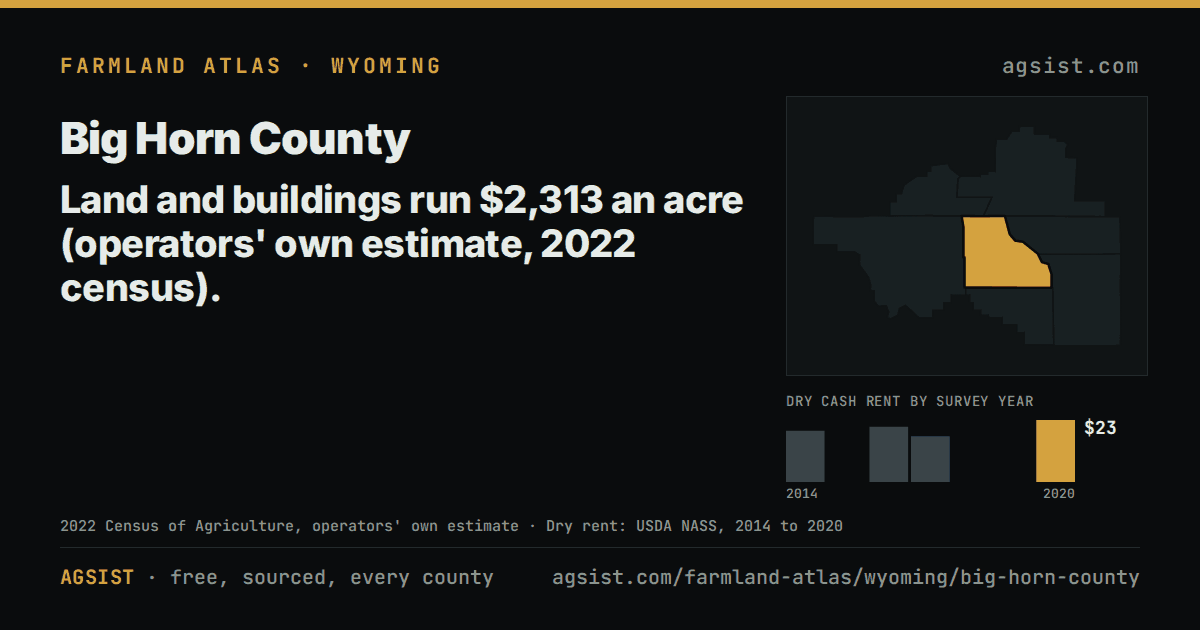 FARMLAND ATLAS · WYOMING
agsist.com
Big Horn County
Land and buildings run $2,313 an acre
(operators' own estimate, 2022
census).
DRY CASH RENT BY SURVEY YEAR
$23
2014
2020
2022 Census of Agriculture, operators' own estimate · Dry rent: USDA NASS, 2014 to 2020
AGSIST · free, sourced, every county
agsist.com/farmland-atlas/wyoming/big-horn-county